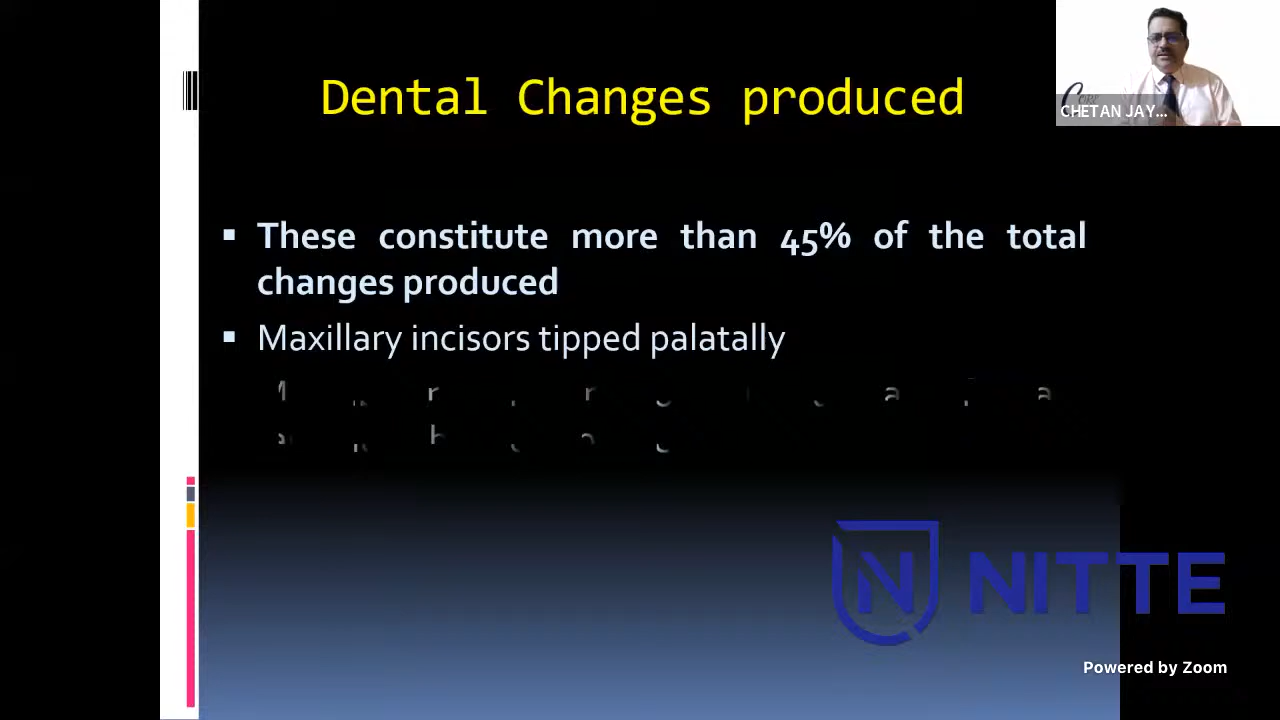 Dental Changes produced
CHETAN JAY...
▪ These constitute more than 45% of the total
changes produced
▪ Maxillary incisors tipped palatally
N NITTE
Powered by Zoom